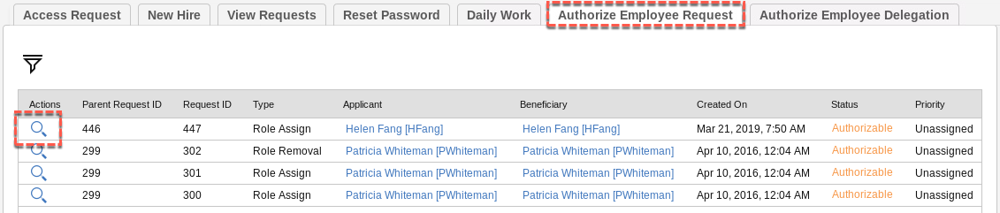 Access Request New Hire View Requests Reset Password Daily Work Authorize Employee Request Authorize Employee Delegation
Actions Parent Request ID Request ID Type Applicant Beneficiary Created On Status Priority
446 447 Role Assign Helen Fang [HFang] Helen Fang [HFang] Mar 21, 2019, 7:50 AM Authorizable Unassigned
299 302 Role Removal Patricia Whiteman [PWhiteman] Patricia Whiteman [PWhiteman] Apr 10, 2016, 12:04 AM Authorizable Unassigned
299 301 Role Assign Patricia Whiteman [PWhiteman] Patricia Whiteman [PWhiteman] Apr 10, 2016, 12:04 AM Authorizable Unassigned
299 300 Role Assign Patricia Whiteman [PWhiteman] Patricia Whiteman [PWhiteman] Apr 10, 2016, 12:04 AM Authorizable Unassigned